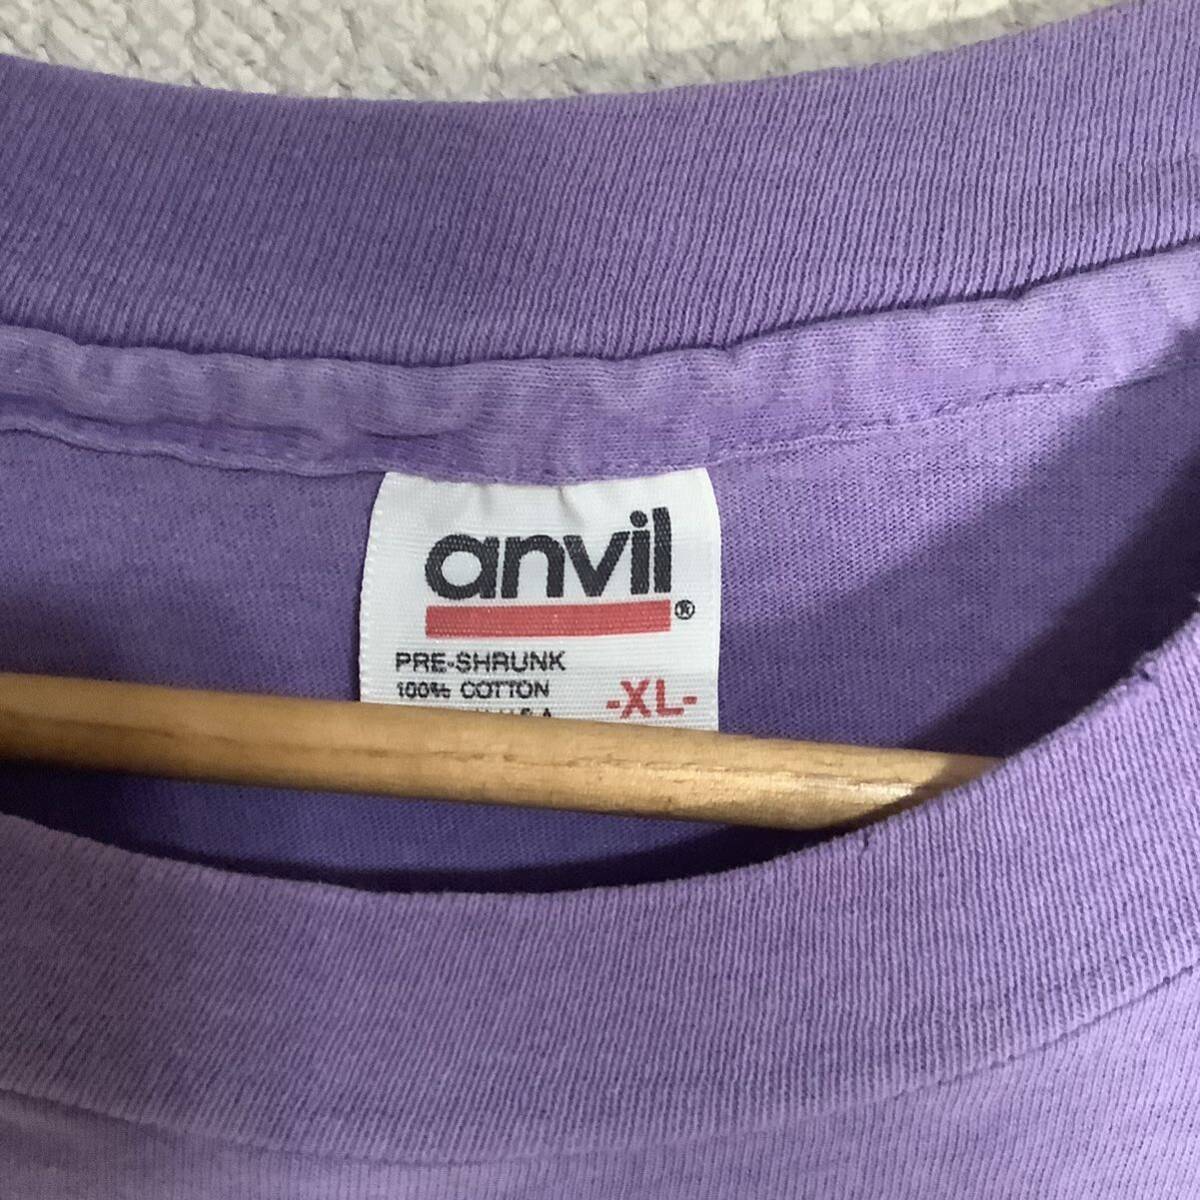 anvil®
PRE-SHRUNK
100% COTTON
U.S.A.
-XL-